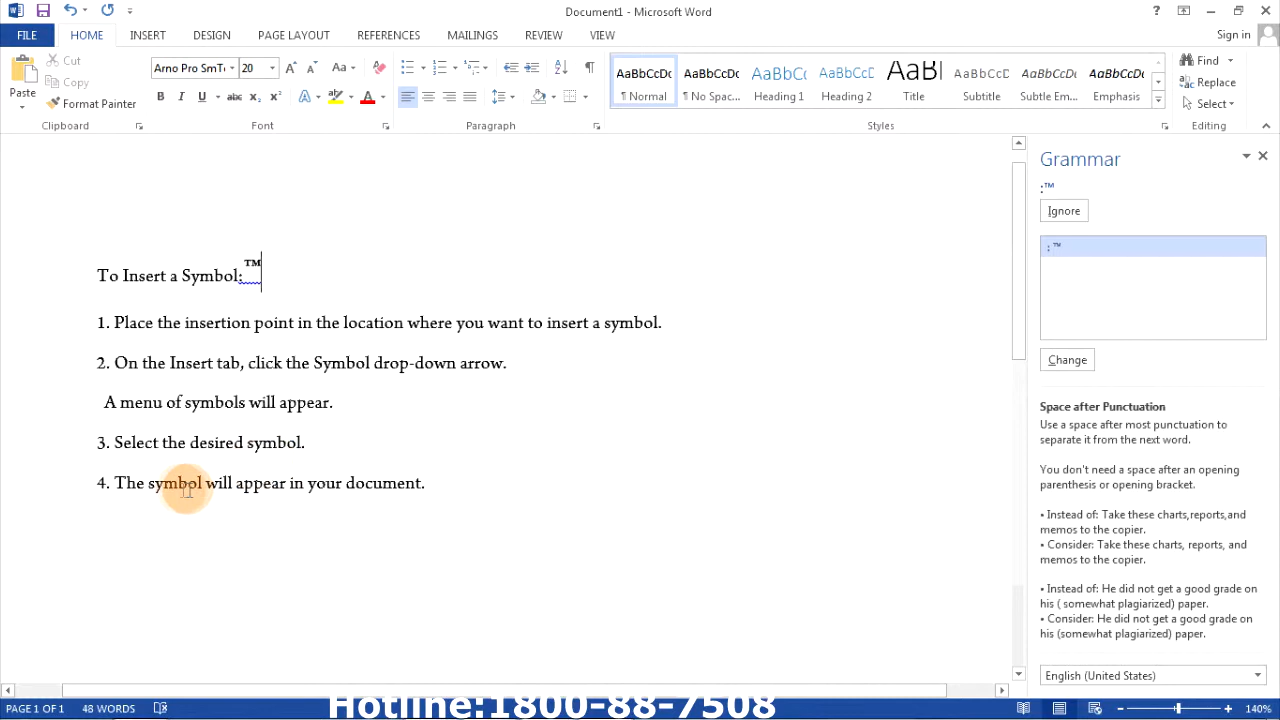 Document1 - Microsoft Word
?
FILE HOME INSERT DESIGN PAGE LAYOUT REFERENCES MAILINGS REVIEW VIEW Sign in
Paste
Cut
Copy
Format Painter
Clipboard
Arno Pro SmT 20 Aa
B I U abc x₂ x² A A
Font
Paragraph
AaBbCcDc ¶ Normal
AaBbCcDc ¶ No Spac...
AaBbCc Heading 1
AaBbCcC Heading 2
AaBl Title
AaBbCcC Subtitle
AaBbCcDc Subtle Em...
AaBbCcDc Emphasis
Styles
Find
Replace
Select
Editing
To Insert a Symbol:™
1. Place the insertion point in the location where you want to insert a symbol.
2. On the Insert tab, click the Symbol drop-down arrow.
A menu of symbols will appear.
3. Select the desired symbol.
4. The symbol will appear in your document.
Grammar
:™
Ignore
: ™
Change
Space after Punctuation
Use a space after most punctuation to
separate it from the next word.
You don't need a space after an opening
parenthesis or opening bracket.
• Instead of: Take these charts,reports,and
memos to the copier.
• Consider: Take these charts, reports, and
memos to the copier.
• Instead of: He did not get a good grade on
his ( somewhat plagiarized) paper.
• Consider: He did not get a good grade on
his (somewhat plagiarized) paper.
English (United States)
PAGE 1 OF 1 48 WORDS 140%
Hotline:1800-88-7508